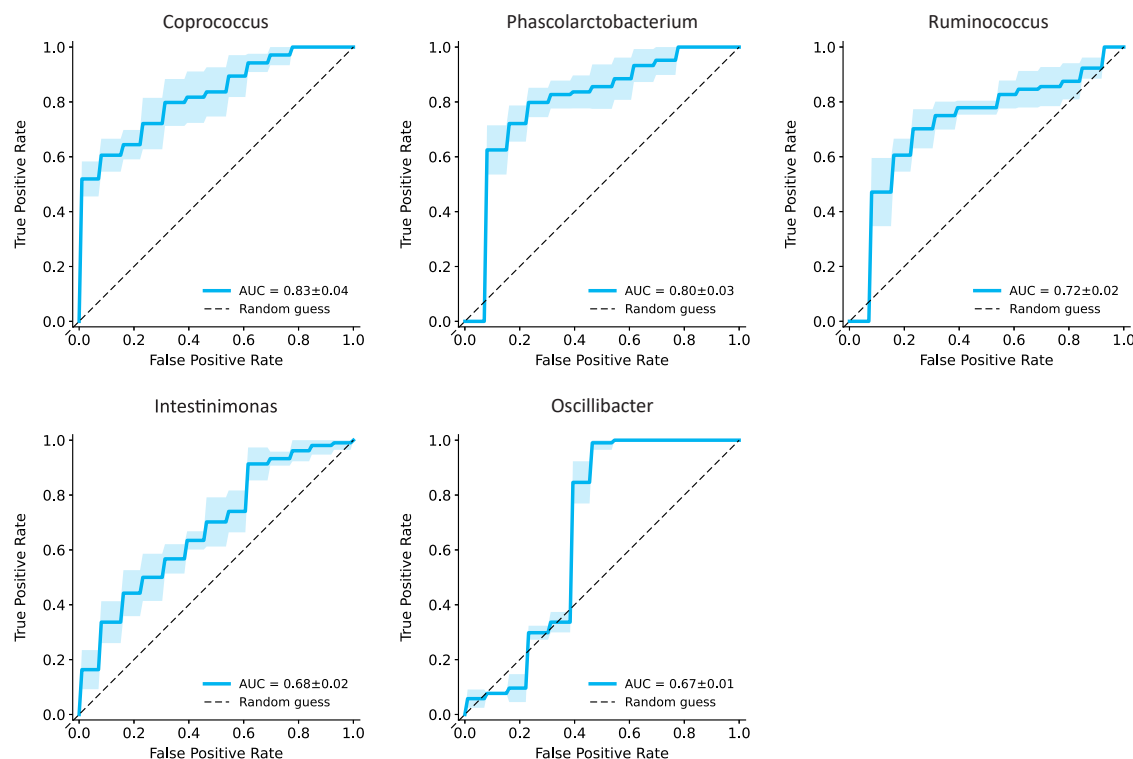 Coprococcus
1.0
0.8
0.6
0.4
0.2
0.0
True Positive Rate
AUC = 0.83±0.04
Random guess
0.0 0.2 0.4 0.6 0.8 1.0
False Positive Rate
Phascolarctobacterium
1.0
0.8
0.6
0.4
0.2
0.0
True Positive Rate
AUC = 0.80±0.03
Random guess
0.0 0.2 0.4 0.6 0.8 1.0
False Positive Rate
Ruminococcus
1.0
0.8
0.6
0.4
0.2
0.0
True Positive Rate
AUC = 0.72±0.02
Random guess
0.0 0.2 0.4 0.6 0.8 1.0
False Positive Rate
Intestinimonas
1.0
0.8
0.6
0.4
0.2
0.0
True Positive Rate
AUC = 0.68±0.02
Random guess
0.0 0.2 0.4 0.6 0.8 1.0
False Positive Rate
Oscillibacter
1.0
0.8
0.6
0.4
0.2
0.0
True Positive Rate
AUC = 0.67±0.01
Random guess
0.0 0.2 0.4 0.6 0.8 1.0
False Positive Rate